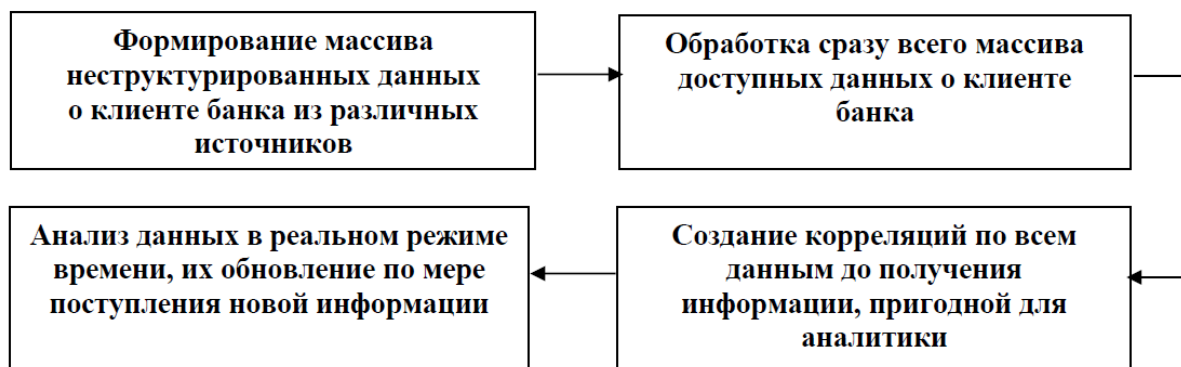 Формирование массива
неструктурированных данных
о клиенте банка из различных
источников
Обработка сразу всего массива
доступных данных о клиенте
банка
Создание корреляций по всем
данным до получения
информации, пригодной для
аналитики
Анализ данных в реальном режиме
времени, их обновление по мере
поступления новой информации